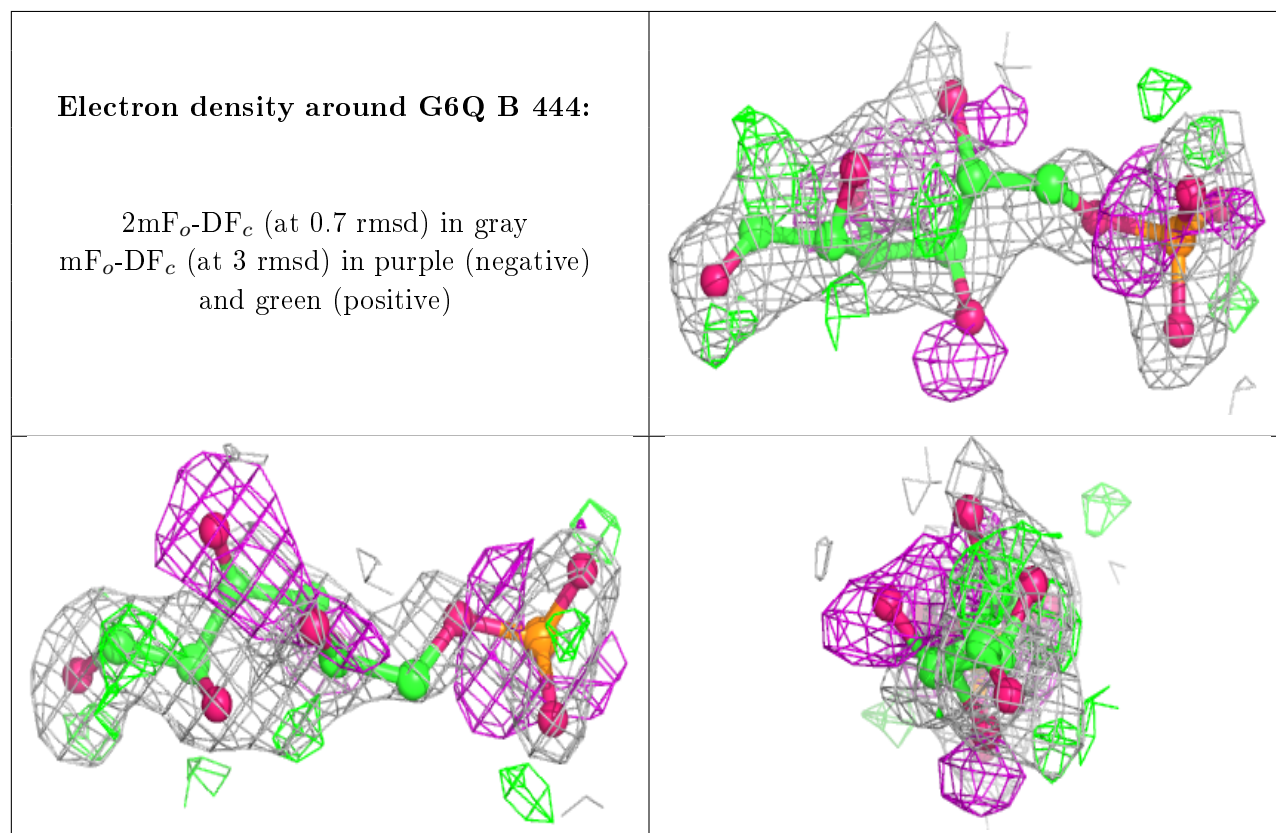 Electron density around G6Q B 444:
2mFo-DFc (at 0.7 rmsd) in gray
mFo-DFc (at 3 rmsd) in purple (negative)
and green (positive)